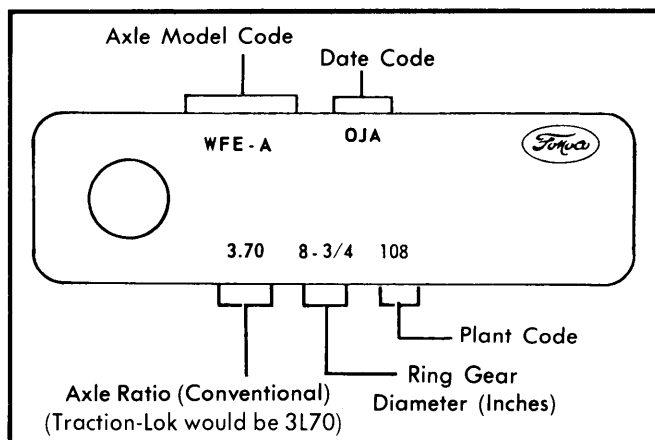 Axle Model Code
Date Code
WFE-A
OJA
FoMoCo
3.70
8-3/4
108
Plant Code
Ring Gear
Diameter (Inches)
Axle Ratio (Conventional)
(Traction-Lok would be 3L70)